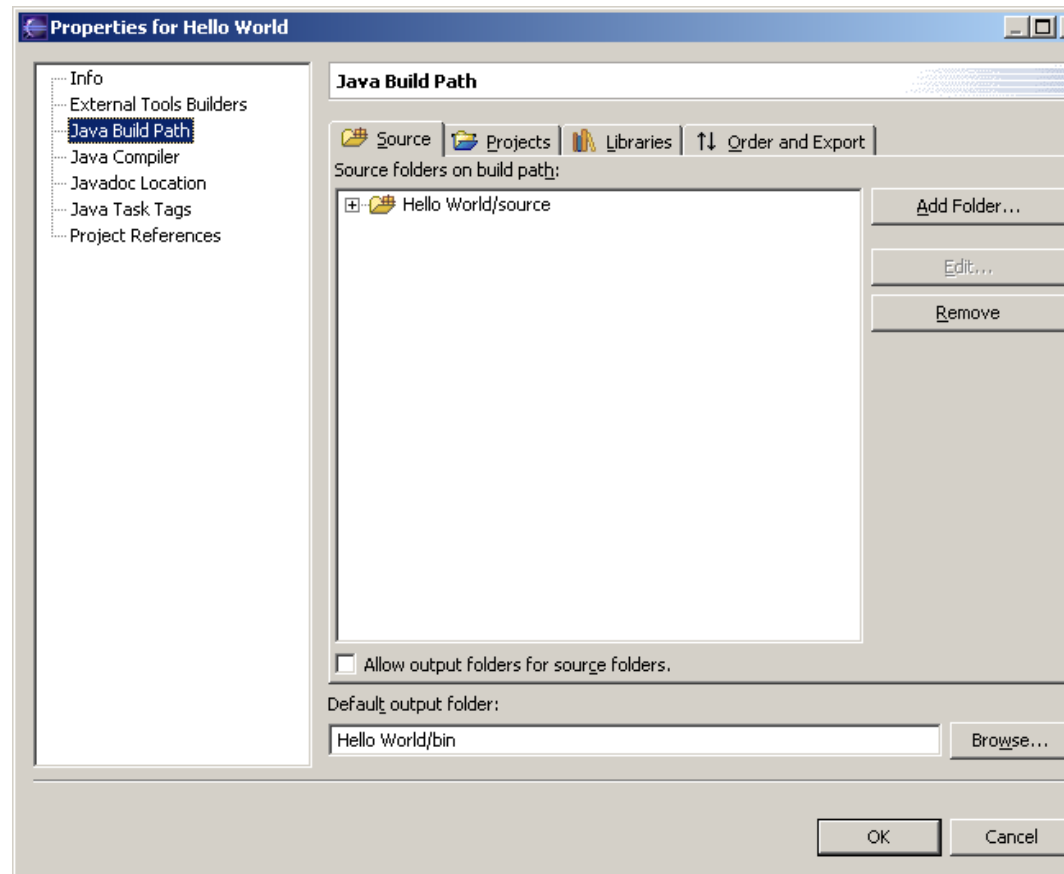 Properties for Hello World
Info
External Tools Builders
Java Build Path
Java Compiler
Javadoc Location
Java Task Tags
Project References
Java Build Path
Source
Projects
Libraries
Order and Export
Source folders on build path:
Hello World/source
Add Folder...
Edit...
Remove
Allow output folders for source folders.
Default output folder:
Hello World/bin
Browse...
OK
Cancel